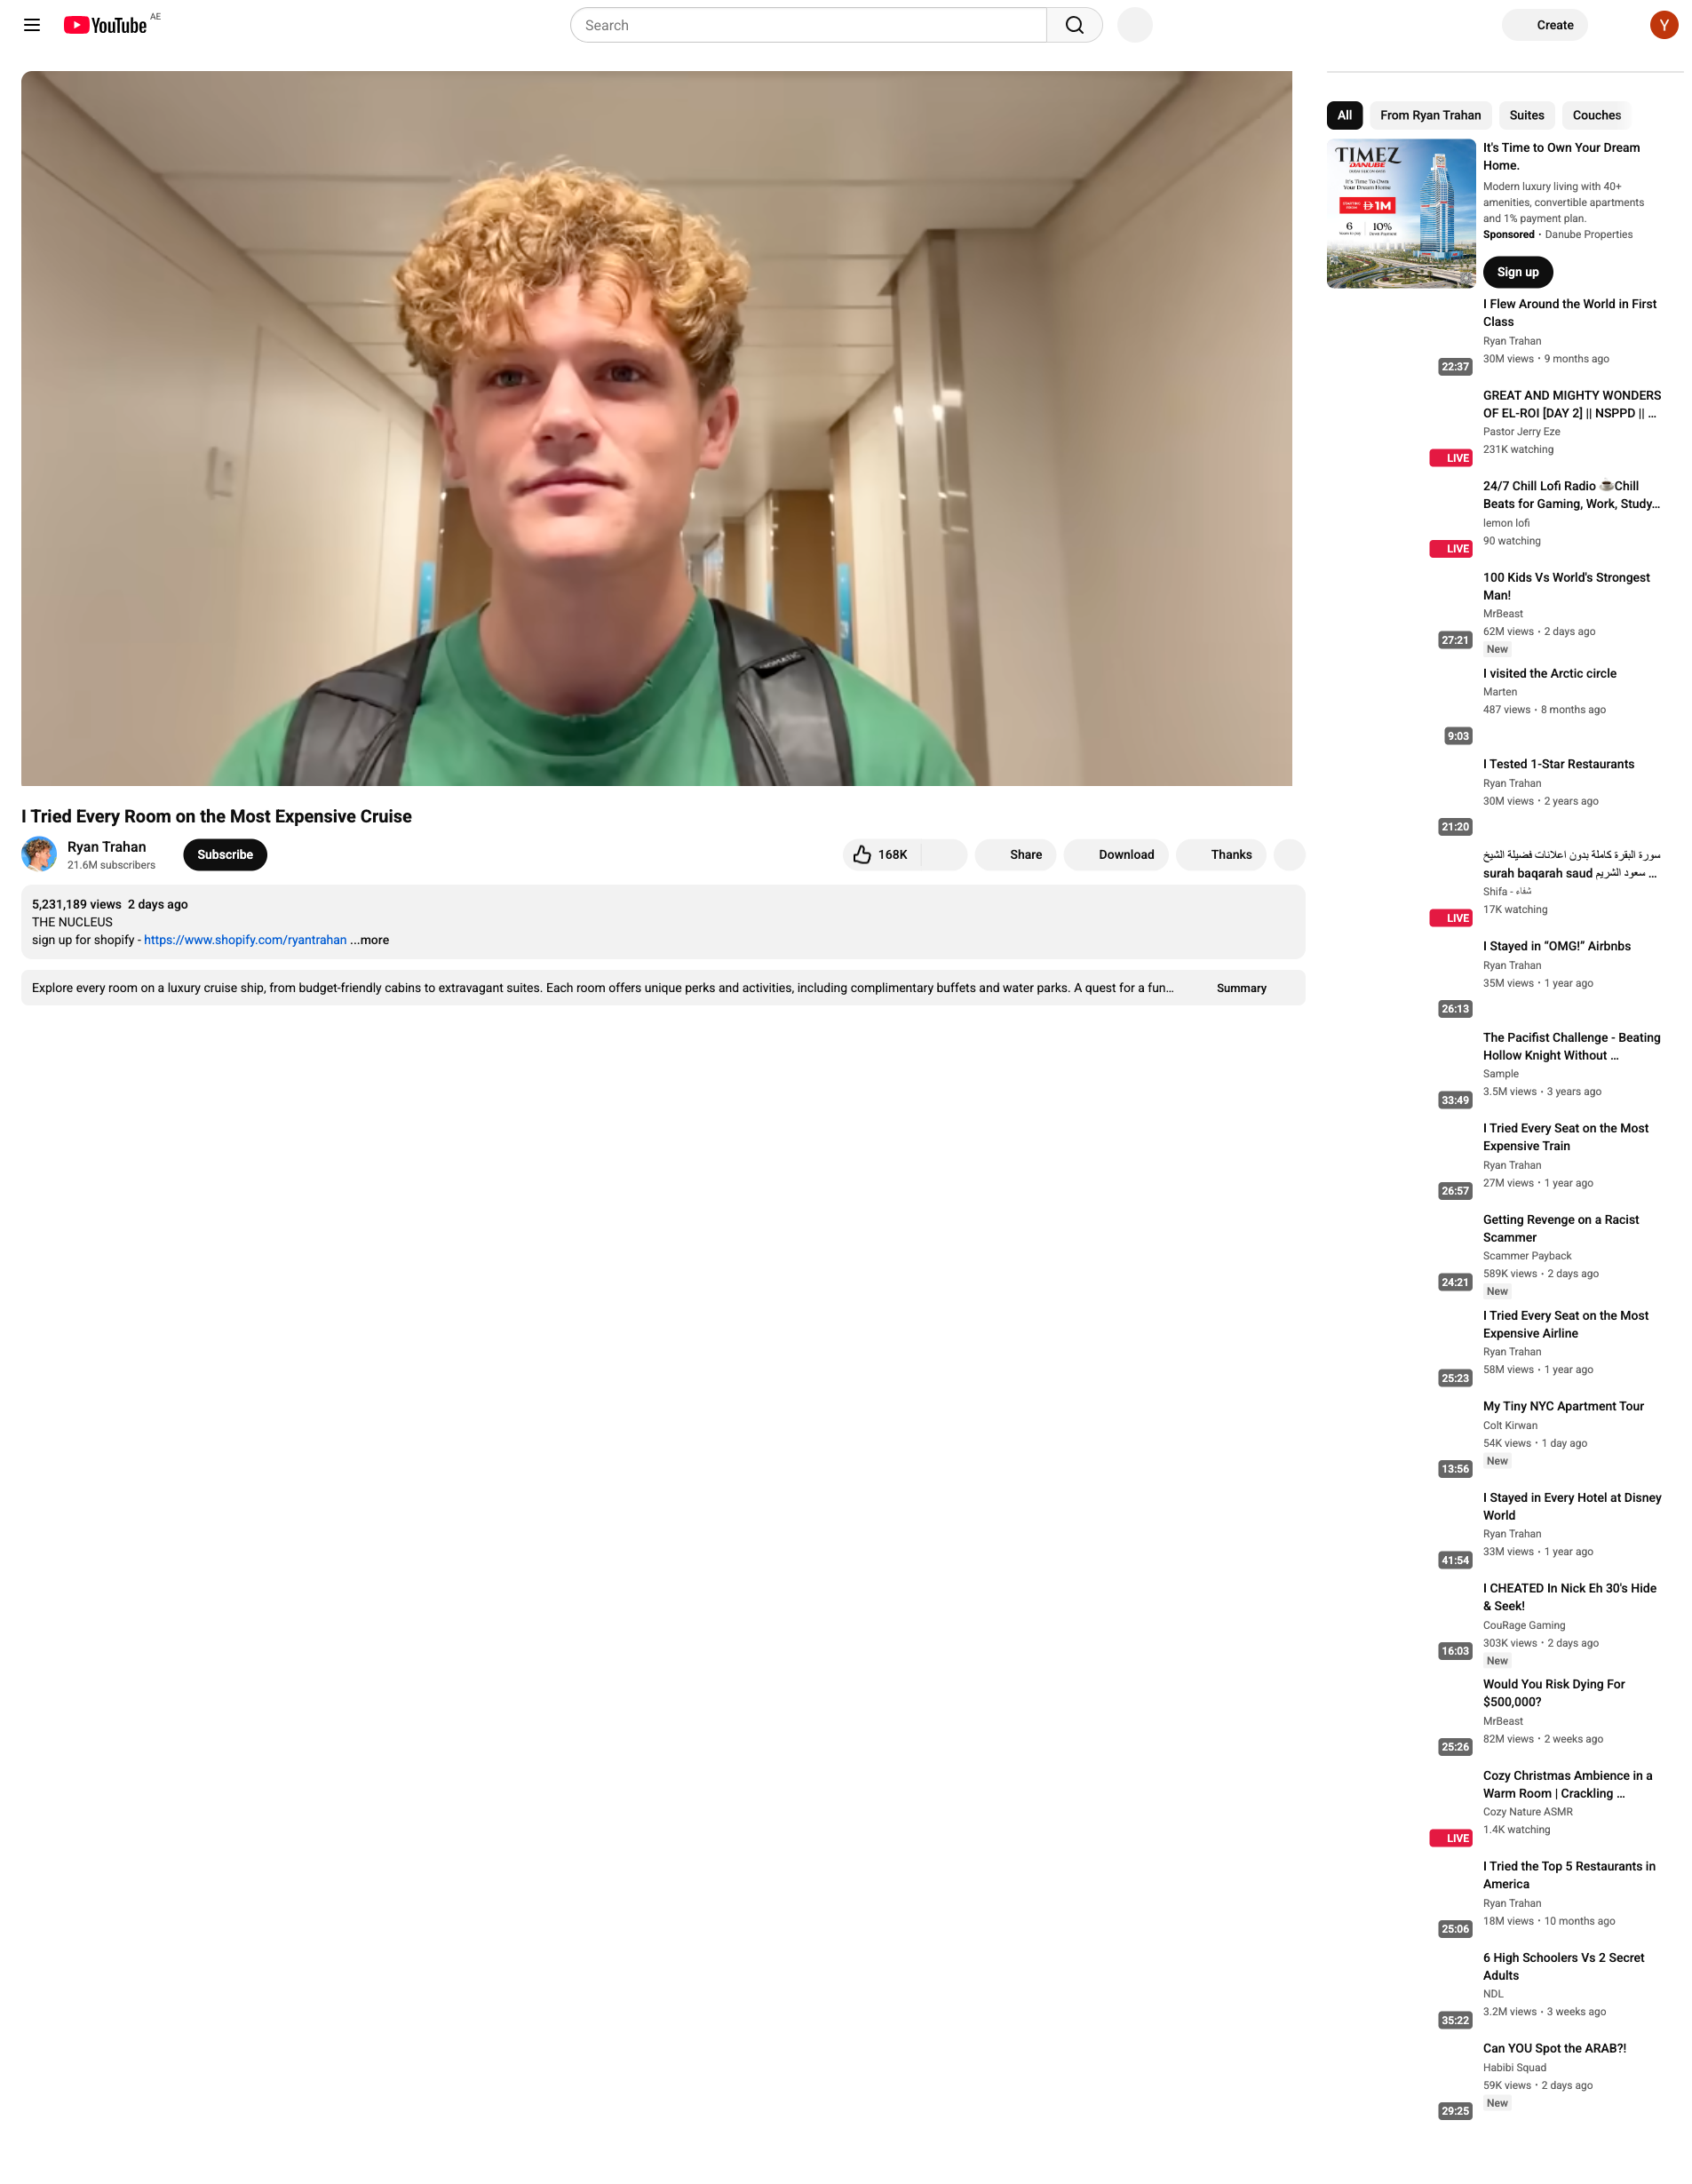 YouTube AE
Search
Create
Y
NOMATIC
I Tried Every Room on the Most Expensive Cruise
Ryan Trahan
21.6M subscribers
Subscribe
168K
Share
Download
Thanks
5,231,189 views 2 days ago
THE NUCLEUS
sign up for shopify - https://www.shopify.com/ryantrahan ...more
Explore every room on a luxury cruise ship, from budget-friendly cabins to extravagant suites. Each room offers unique perks and activities, including complimentary buffets and water parks. A quest for a fun…
Summary
All
From Ryan Trahan
Suites
Couches
TIMEZ
DANUBE
It's Time To Own
Your Dream Home
1M
6
10%
It's Time to Own Your Dream
Home.
Modern luxury living with 40+
amenities, convertible apartments
and 1% payment plan.
Sponsored · Danube Properties
Sign up
I Flew Around the World in First
Class
Ryan Trahan
30M views · 9 months ago
22:37
GREAT AND MIGHTY WONDERS
OF EL-ROI [DAY 2] || NSPPD || …
Pastor Jerry Eze
231K watching
LIVE
24/7 Chill Lofi Radio ☕Chill
Beats for Gaming, Work, Study…
lemon lofi
90 watching
LIVE
100 Kids Vs World's Strongest
Man!
MrBeast
62M views · 2 days ago
27:21
New
I visited the Arctic circle
Marten
487 views · 8 months ago
9:03
I Tested 1-Star Restaurants
Ryan Trahan
30M views · 2 years ago
21:20
سورة البقرة كاملة بدون اعلانات فضيلة الشيخ
surah baqarah saud سعود الشريم …
Shifa - شفاء
17K watching
LIVE
I Stayed in “OMG!” Airbnbs
Ryan Trahan
35M views · 1 year ago
26:13
The Pacifist Challenge - Beating
Hollow Knight Without …
Sample
3.5M views · 3 years ago
33:49
I Tried Every Seat on the Most
Expensive Train
Ryan Trahan
27M views · 1 year ago
26:57
Getting Revenge on a Racist
Scammer
Scammer Payback
589K views · 2 days ago
24:21
New
I Tried Every Seat on the Most
Expensive Airline
Ryan Trahan
58M views · 1 year ago
25:23
My Tiny NYC Apartment Tour
Colt Kirwan
54K views · 1 day ago
New
13:56
I Stayed in Every Hotel at Disney
World
Ryan Trahan
33M views · 1 year ago
41:54
I CHEATED In Nick Eh 30's Hide
& Seek!
CouRage Gaming
303K views · 2 days ago
16:03
New
Would You Risk Dying For
$500,000?
MrBeast
82M views · 2 weeks ago
25:26
Cozy Christmas Ambience in a
Warm Room | Crackling …
Cozy Nature ASMR
1.4K watching
LIVE
I Tried the Top 5 Restaurants in
America
Ryan Trahan
18M views · 10 months ago
25:06
6 High Schoolers Vs 2 Secret
Adults
NDL
3.2M views · 3 weeks ago
35:22
Can YOU Spot the ARAB?!
Habibi Squad
59K views · 2 days ago
New
29:25